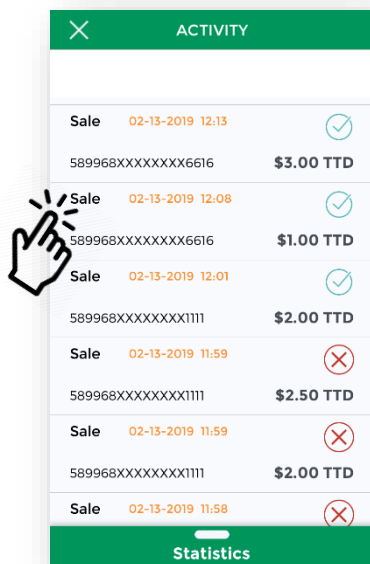 ACTIVITY
Sale 02-13-2019 12:13
589968XXXXXXXX6616 $3.00 TTD
Sale 02-13-2019 12:08
589968XXXXXXXX6616 $1.00 TTD
Sale 02-13-2019 12:01
589968XXXXXXXX1111 $2.00 TTD
Sale 02-13-2019 11:59
589968XXXXXXXX1111 $2.50 TTD
Sale 02-13-2019 11:59
589968XXXXXXXX1111 $2.00 TTD
Sale 02-13-2019 11:58
Statistics